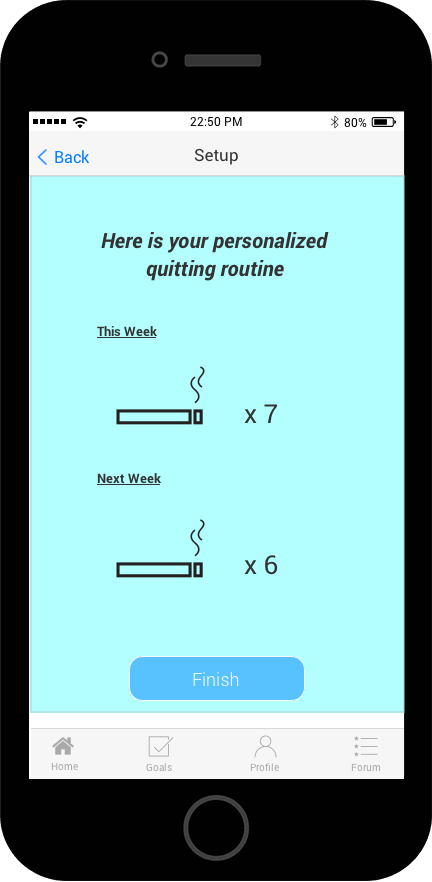 22:50 PM
80%
Back
Setup
Here is your personalized
quitting routine
This Week
x 7
Next Week
x 6
Finish
Home
Goals
Profile
Forum